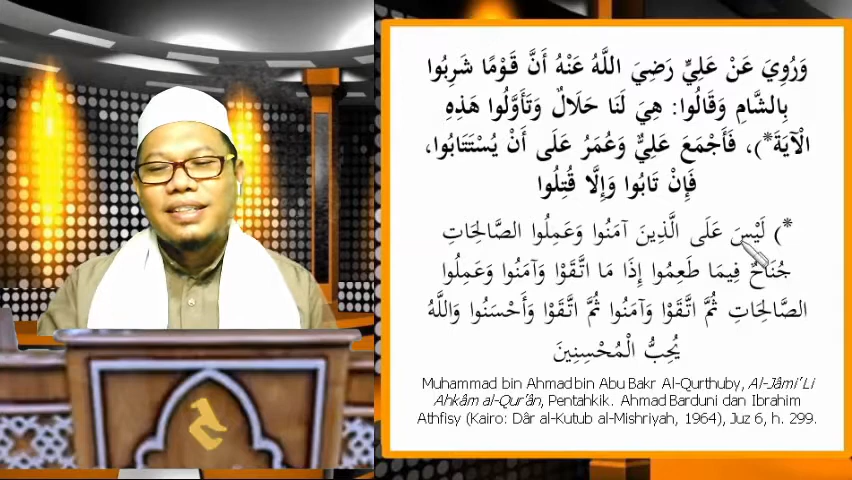 وَرُوِيَ عَنْ عَلِيٍّ رَضِيَ اللَّهُ عَنْهُ أَنَّ قَوْمًا شَرِبُوا
بِالشَّامِ وَقَالُوا: هِيَ لَنَا حَلَالٌ وَتَأَوَّلُوا هَذِهِ
الْآيَةَ*)، فَأَجْمَعَ عَلِيٌّ وَعُمَرُ عَلَى أَنْ يُسْتَتَابُوا،
فَإِنْ تَابُوا وَإِلَّا قُتِلُوا
*) لَيْسَ عَلَى الَّذِينَ آمَنُوا وَعَمِلُوا الصَّالِحَاتِ
جُنَاحٌ فِيمَا طَعِمُوا إِذَا مَا اتَّقَوْا وَآمَنُوا وَعَمِلُوا
الصَّالِحَاتِ ثُمَّ اتَّقَوْا وَآمَنُوا ثُمَّ اتَّقَوْا وَأَحْسَنُوا وَاللَّهُ
يُحِبُّ الْمُحْسِنِينَ
Muhammad bin Ahmad bin Abu Bakr Al-Qurthuby, Al-Jâmi’ Li
Ahkâm al-Qur’ân, Pentahkik. Ahmad Barduni dan Ibrahim
Athfisy (Kairo: Dâr al-Kutub al-Mishriyah, 1964), Juz 6, h. 299.